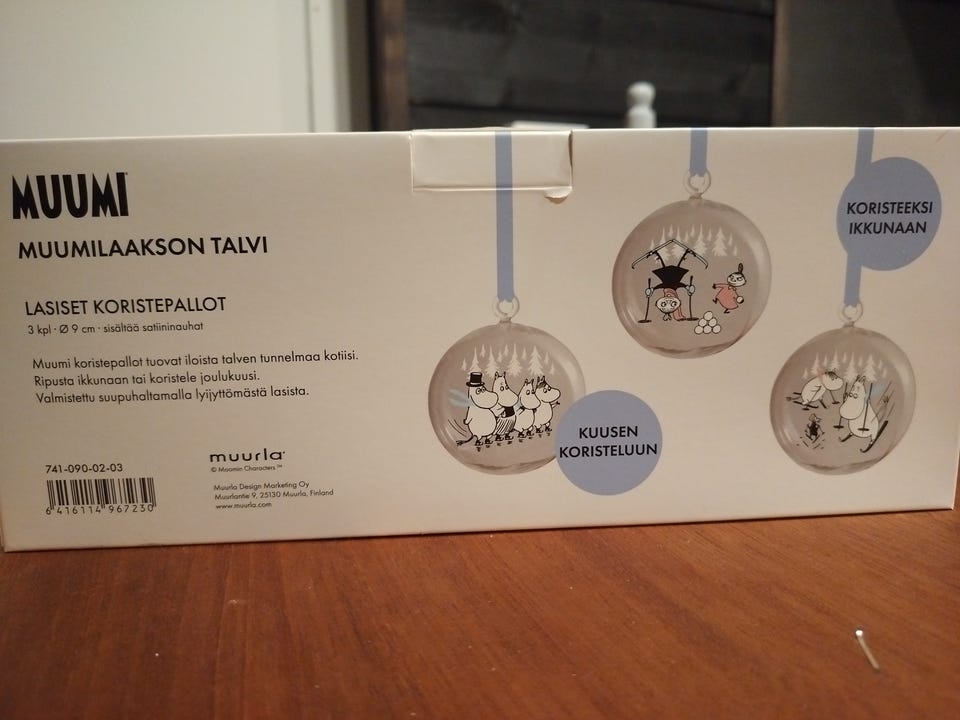 MUUMI
MUUMILAAKSON TALVI
LASISET KORISTEPALLOT
3 kpl · Ø 9 cm · sisältää satiininauhat
Muumi koristepallot tuovat iloista talven tunnelmaa kotiisi.
Ripusta ikkunaan tai koristele joulukuusi.
Valmistettu suupuhaltamalla lyijyttömästä lasista.
741-090-02-03
6 416114 967230
muurla
© Moomin Characters™
Muurla Design Marketing Oy
Muurlantie 9, 25130 Muurla, Finland
www.muurla.com
KUUSEN
KORISTELUUN
KORISTEEKSI
IKKUNAAN